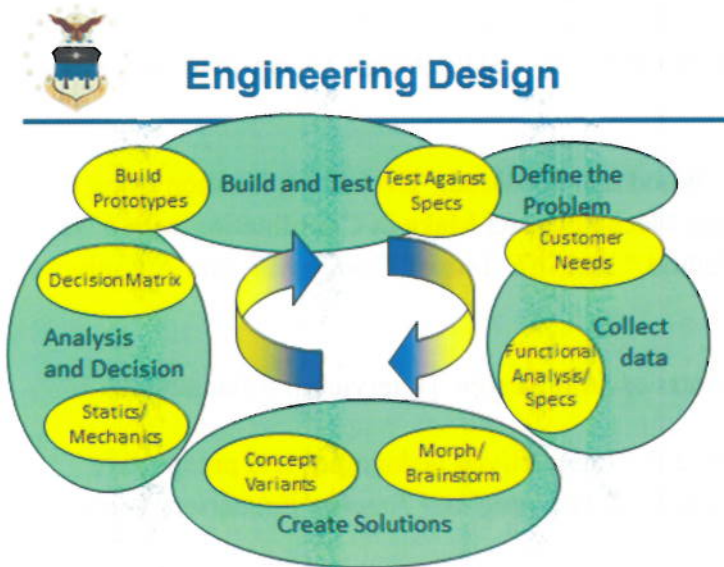 Engineering Design
Build
Prototypes
Build and Test
Test Against
Specs
Define the
Problem
Customer
Needs
Collect
data
Functional
Analysis/
Specs
Morph/
Brainstorm
Concept
Variants
Create Solutions
Decision Matrix
Analysis
and Decision
Statics/
Mechanics